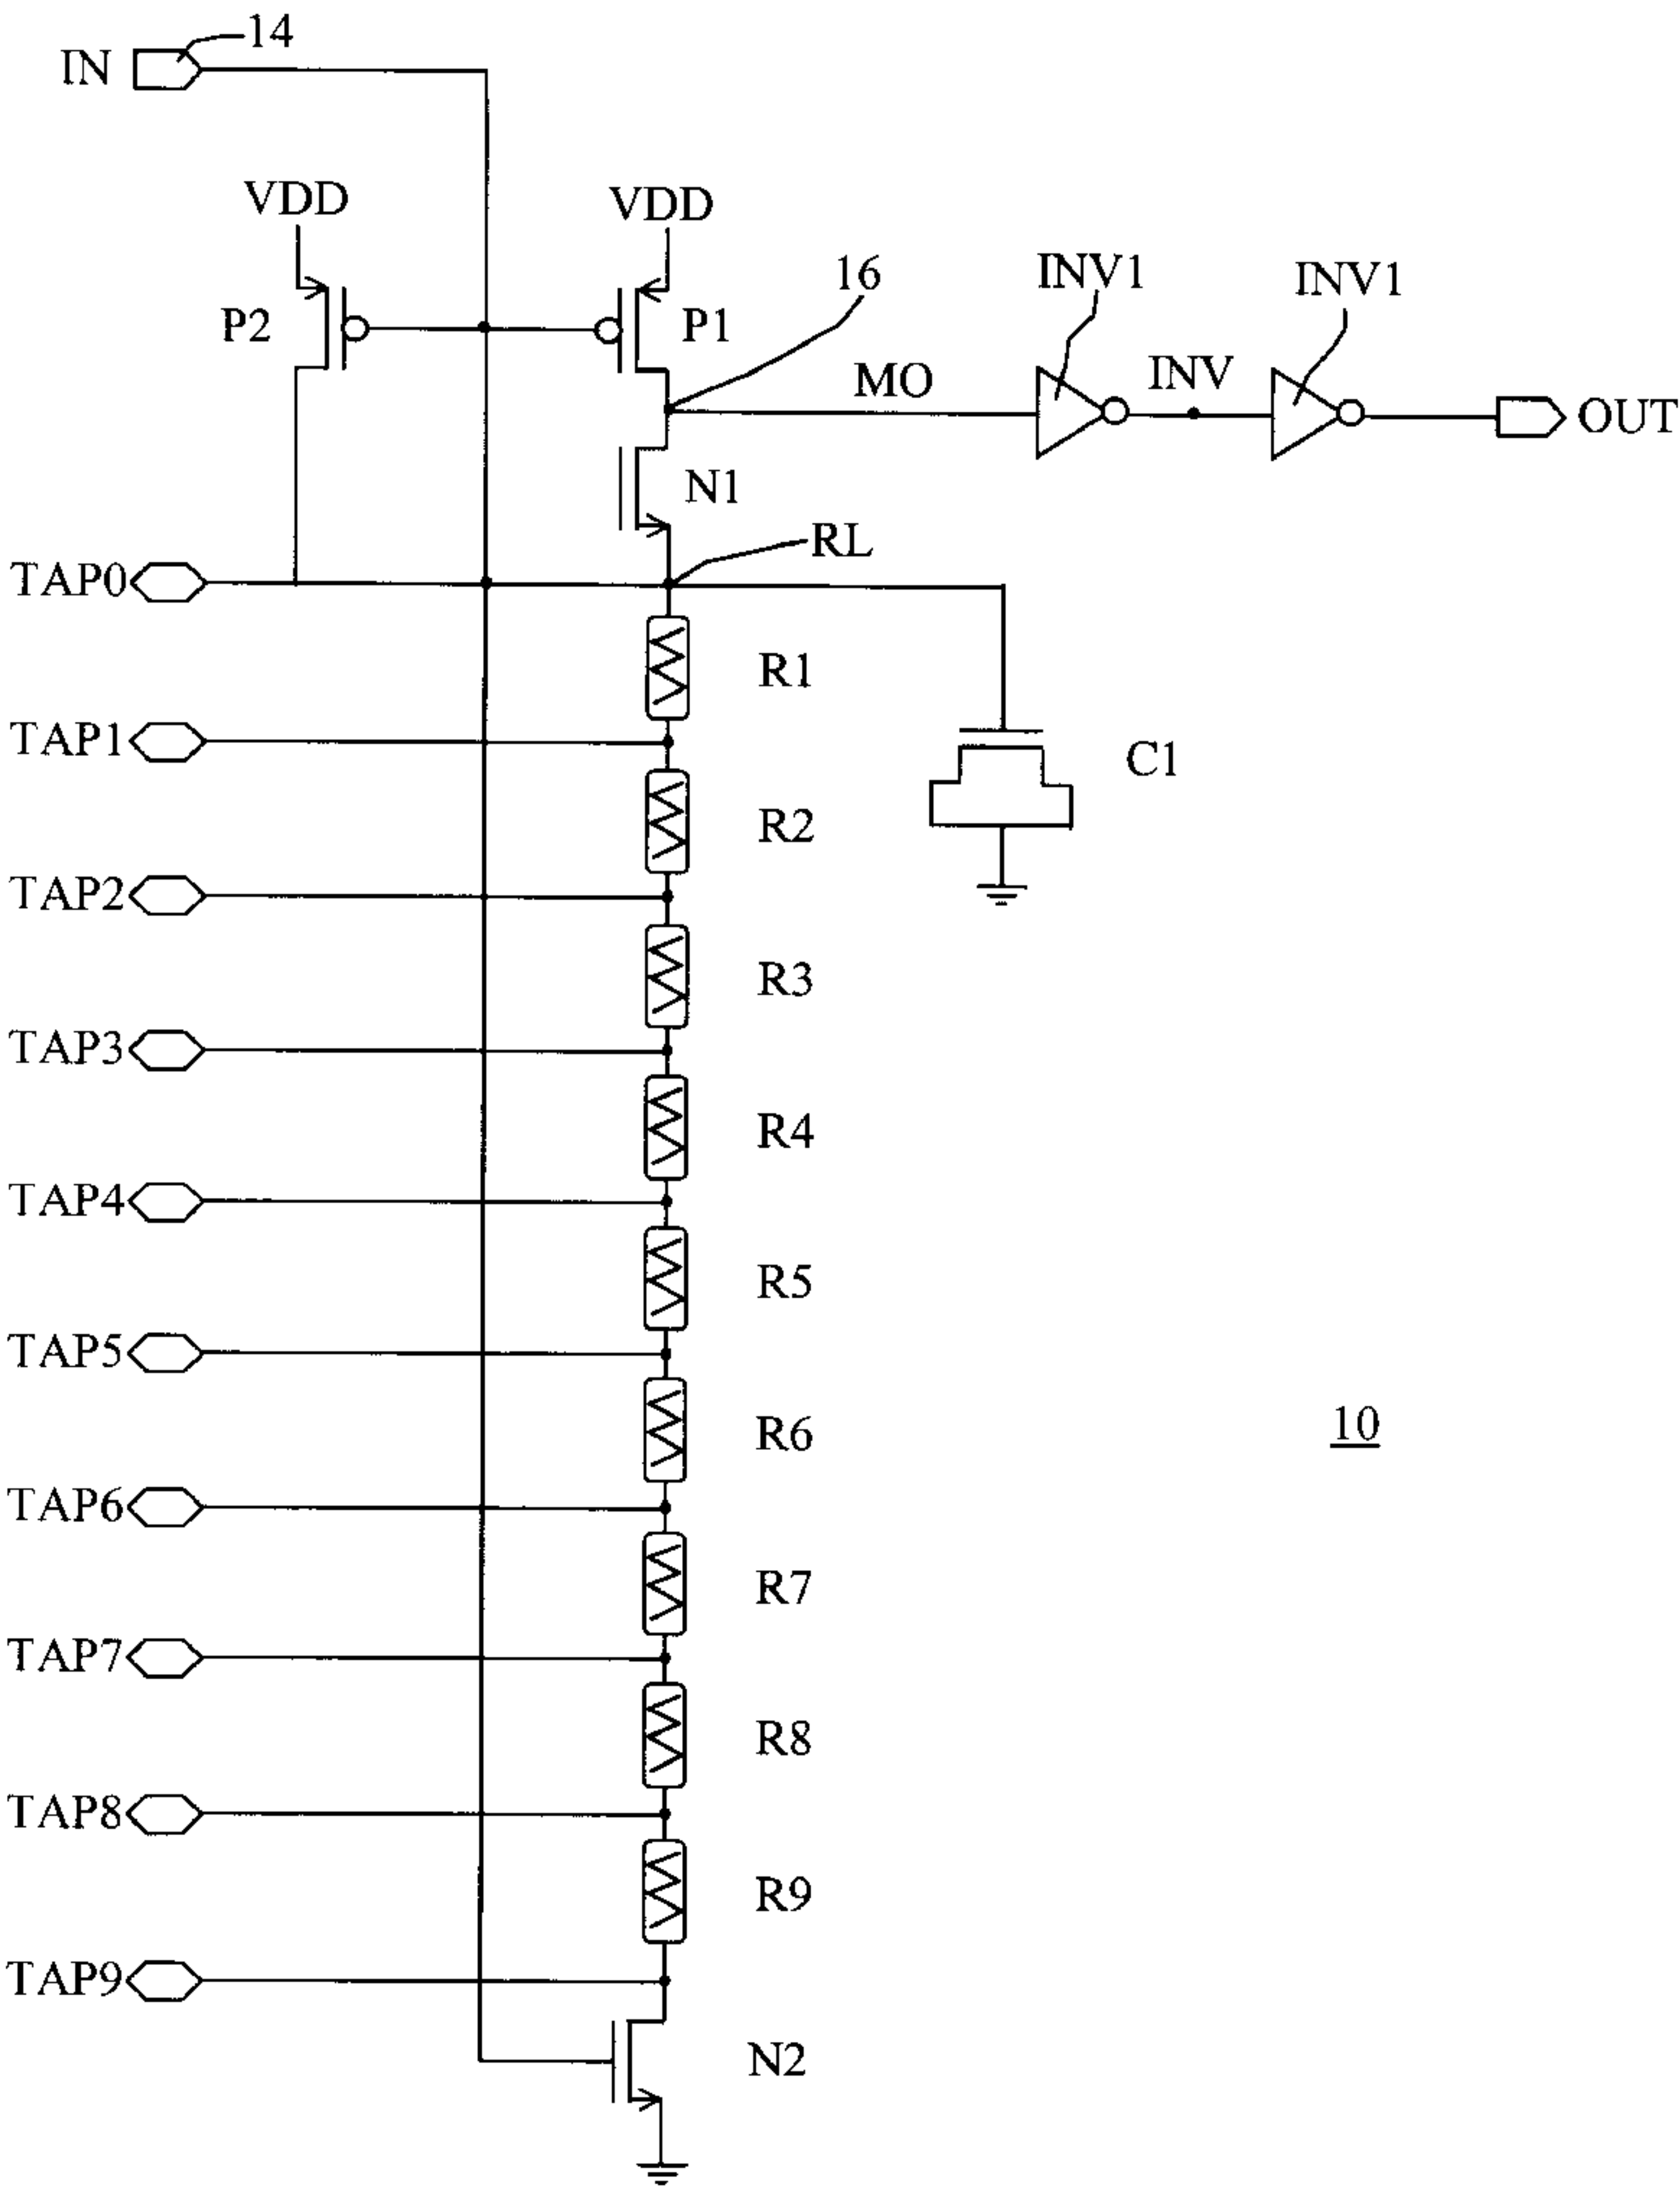 14
IN
VDD
VDD
P2
P1
16
INV1
INV1
MO
INV
OUT
N1
RL
TAP0
R1
TAP1
C1
R2
TAP2
R3
TAP3
R4
TAP4
R5
TAP5
R6
10
TAP6
R7
TAP7
R8
TAP8
R9
TAP9
N2